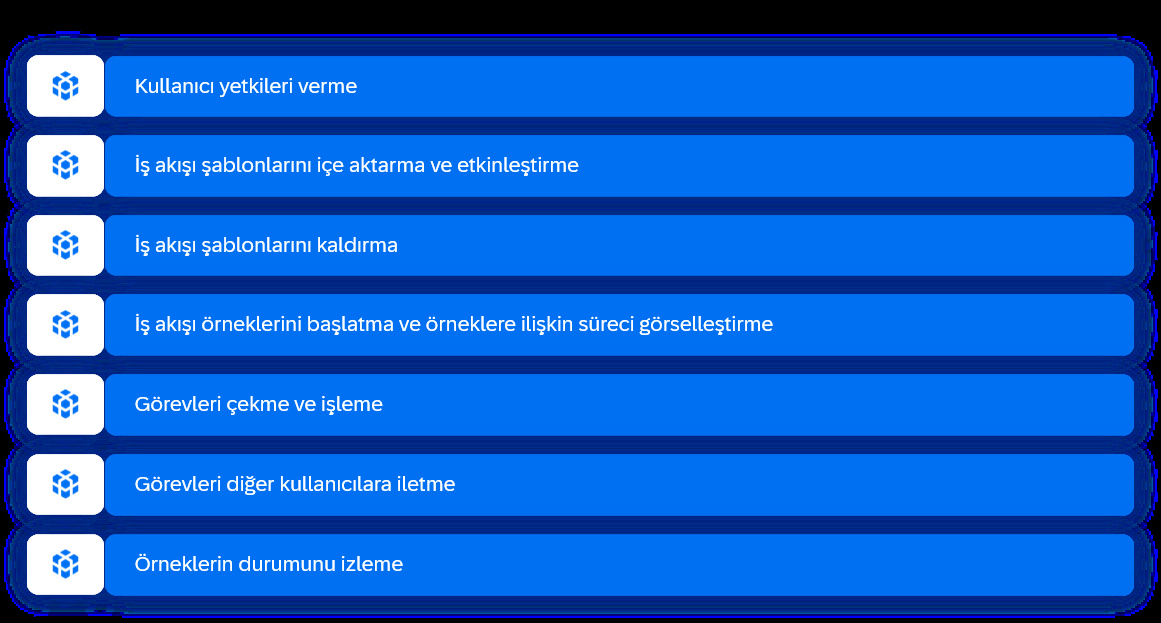 Kullanıcı yetkileri verme
İş akışı şablonlarını içe aktarma ve etkinleştirme
İş akışı şablonlarını kaldırma
İş akışı örneklerini başlatma ve örneklere ilişkin süreci görselleştirme
Görevleri çekme ve işleme
Görevleri diğer kullanıcılara iletme
Örneklerin durumunu izleme